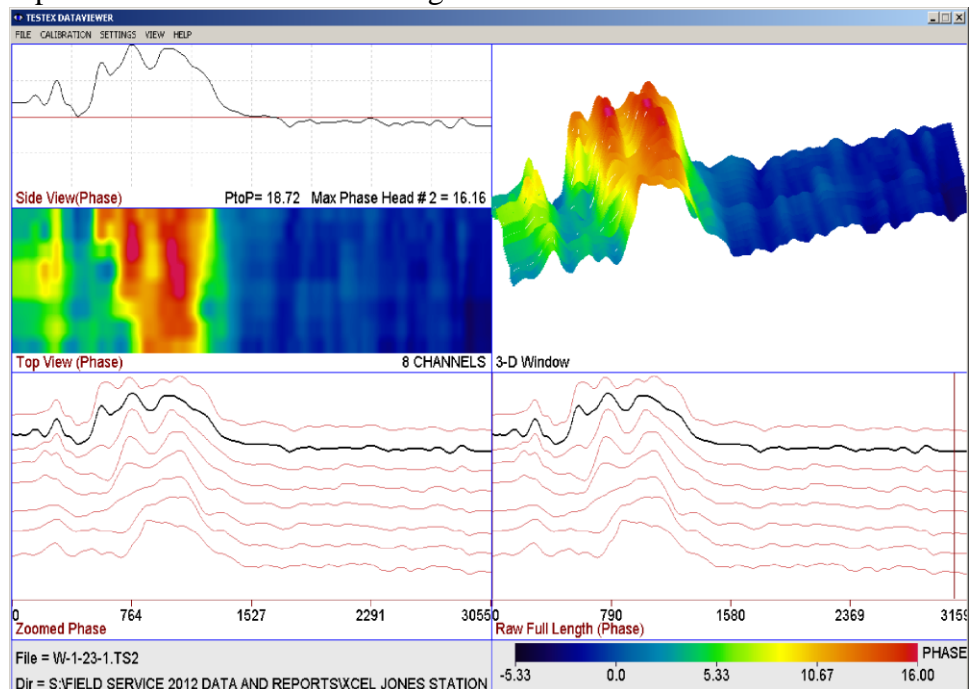 TESTEX DATAVIEWER
FILE CALIBRATION SETTINGS VIEW HELP
Side View(Phase) PtoP= 18.72 Max Phase Head # 2 = 16.16
Top View (Phase) 8 CHANNELS
3-D Window
0 764 1527 2291 3055
Zoomed Phase
0 790 1580 2369 3159
Raw Full Length (Phase)
File = W-1-23-1.TS2
Dir = S:\FIELD SERVICE 2012 DATA AND REPORTS\XCEL JONES STATION
PHASE
-5.33 0.0 5.33 10.67 16.00